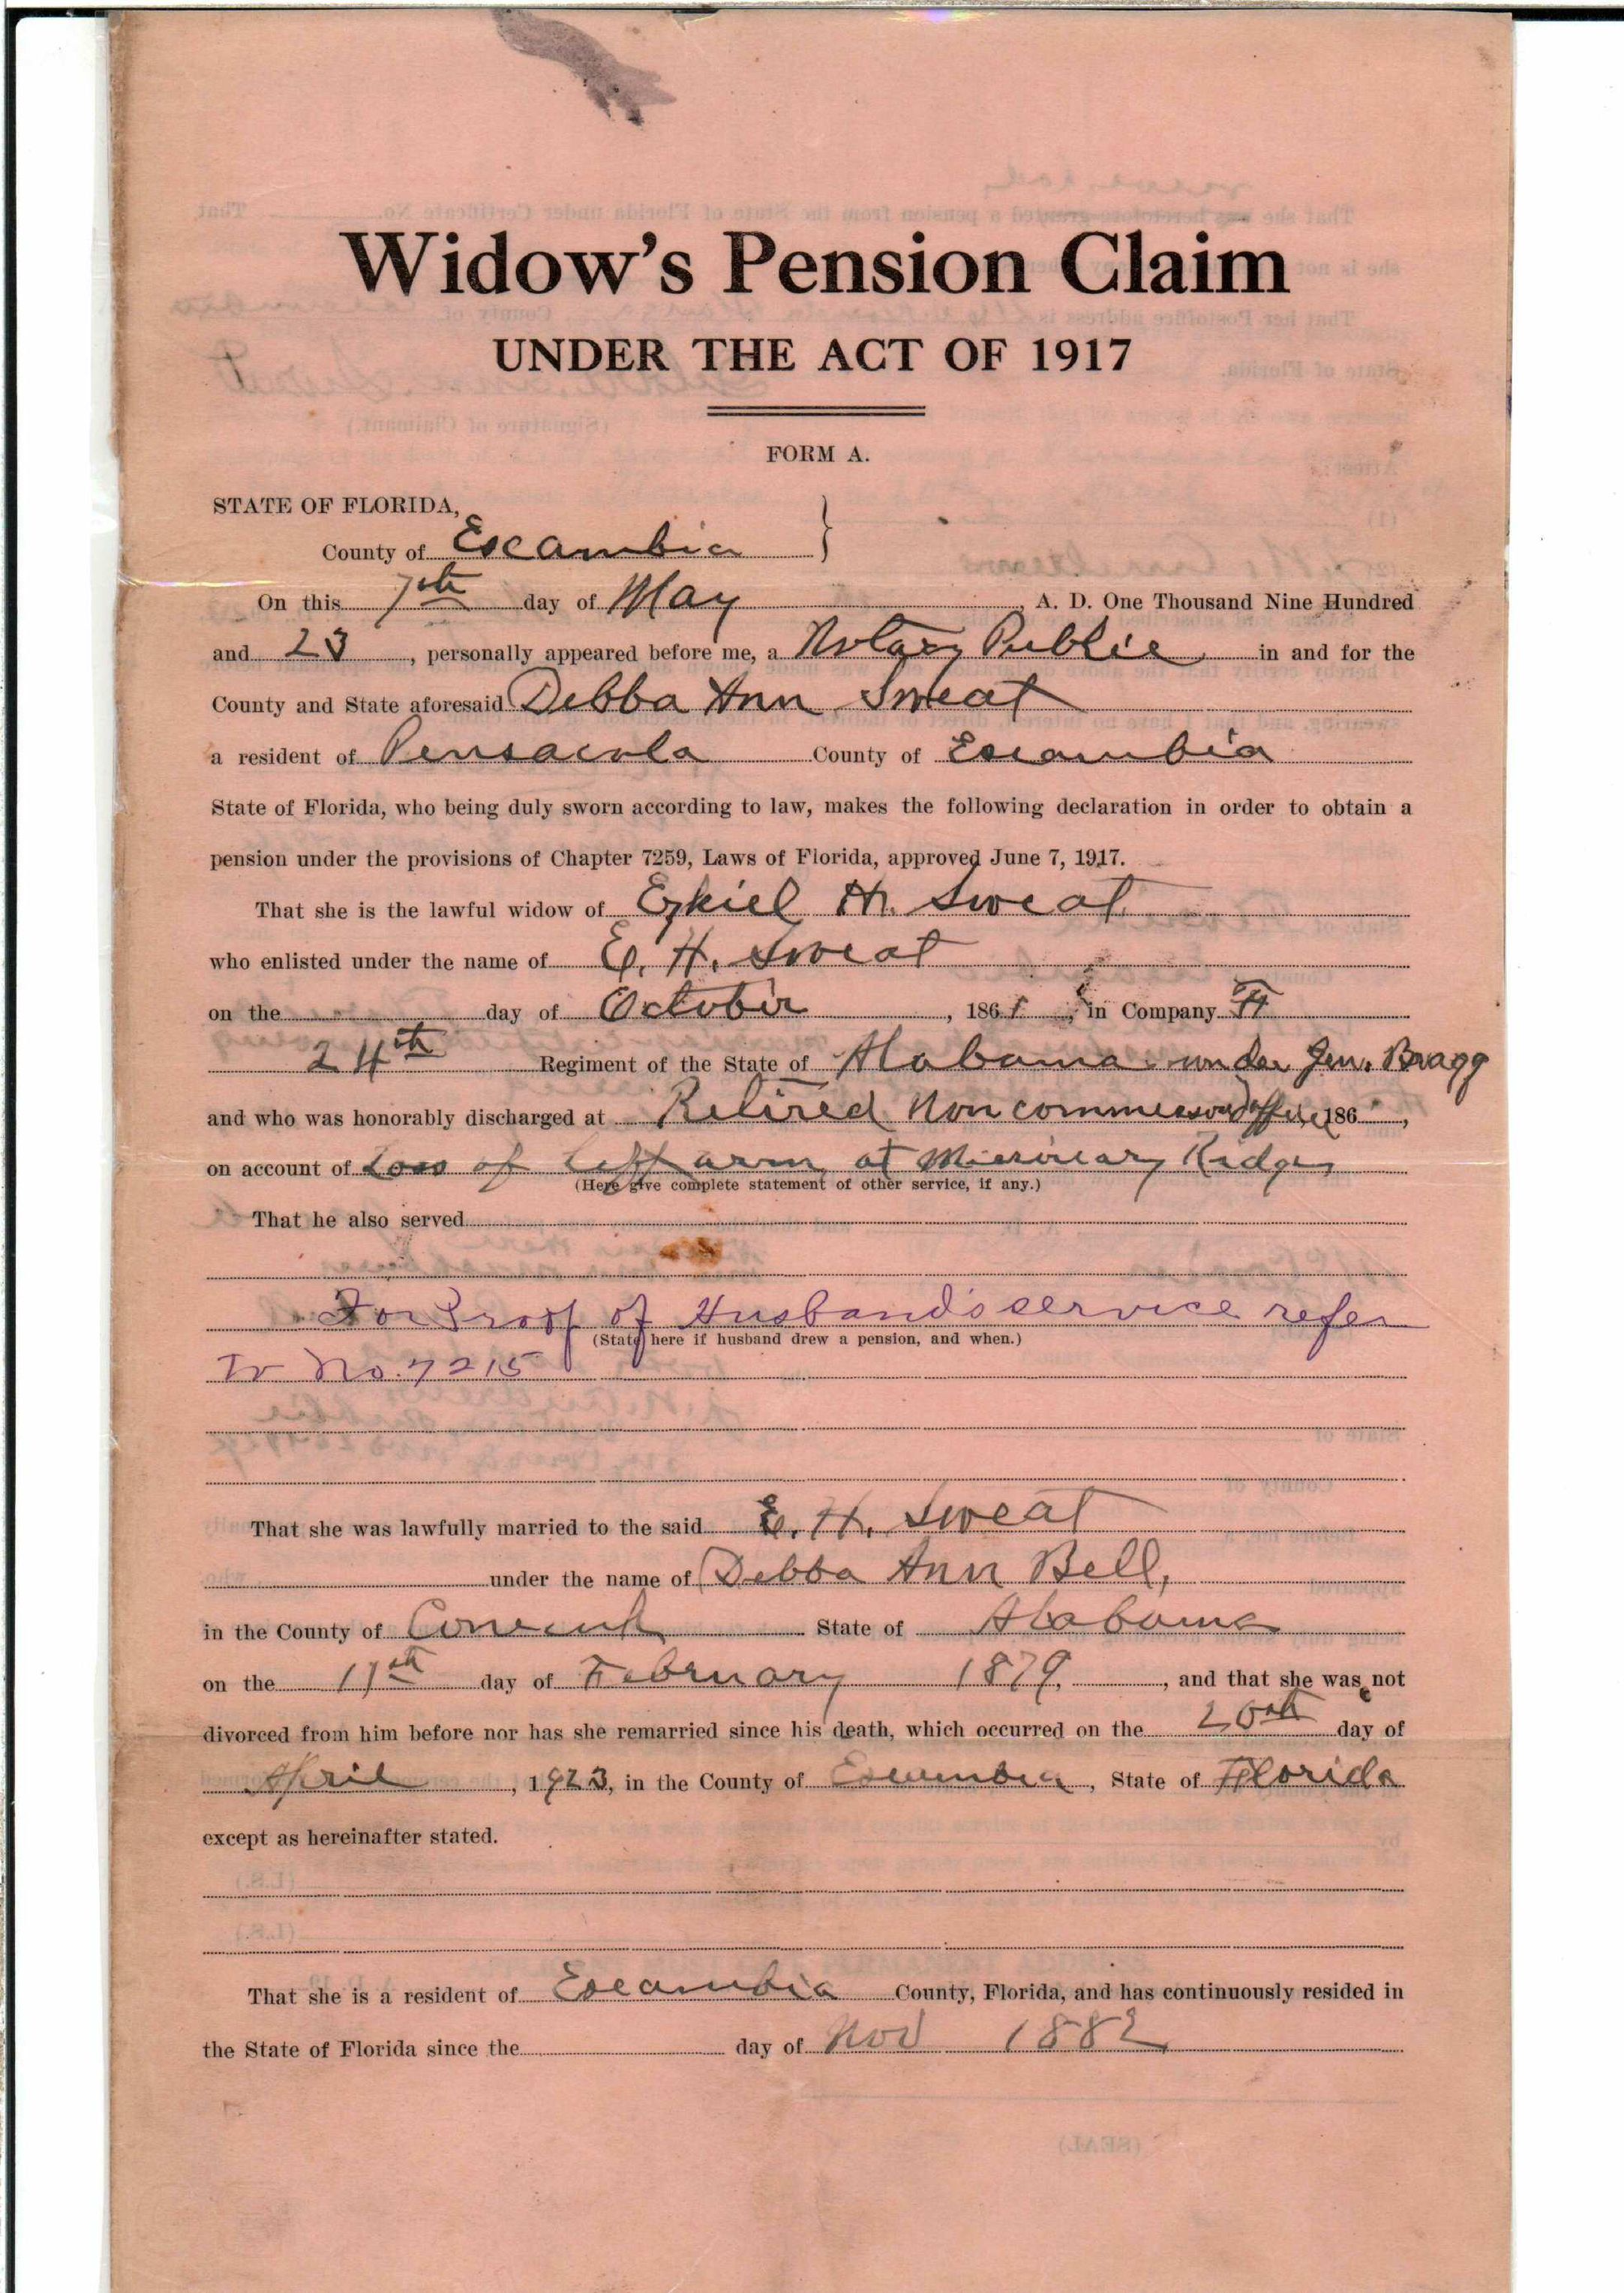 Widow's Pension Claim
UNDER THE ACT OF 1917
FORM A.
STATE OF FLORIDA,
County of Escambia }
On this 7th day of May, A. D. One Thousand Nine Hundred
and 23, personally appeared before me, a Notary Public in and for the
County and State aforesaid Debba Ann Sweat
a resident of Pensacola County of Escambia
State of Florida, who being duly sworn according to law, makes the following declaration in order to obtain a
pension under the provisions of Chapter 7259, Laws of Florida, approved June 7, 1917.
That she is the lawful widow of Ezkiel H. Sweat
who enlisted under the name of E. H. Sweat
on the day of October, 1861, in Company
24th Regiment of the State of Alabama under Gen. Bragg
and who was honorably discharged at Retired Non 186 ,
on account of Loss of left arm at Ridge
(Here give complete statement of other service, if any.)
That he also served
For Proof of Husband's service refer
(State here if husband drew a pension, and when.)
to No. 7215
That she was lawfully married to the said E. H. Sweat
under the name of Debba Ann Bell,
in the County of State of Alabama
on the day of February 1879, and that she was not
divorced from him before nor has she remarried since his death, which occurred on the day of
April, 1923, in the County of Escambia, State of Florida
except as hereinafter stated.
That she is a resident of Escambia County, Florida, and has continuously resided in
the State of Florida since the day of Nov 1882